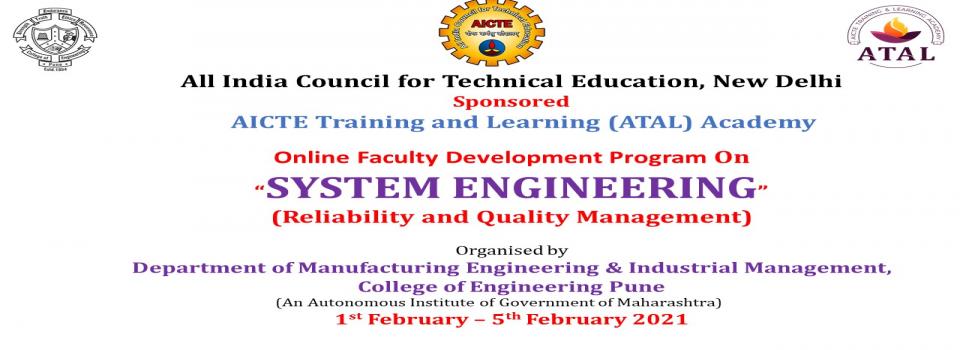 AICTE
ATAL
All India Council for Technical Education, New Delhi
Sponsored
AICTE Training and Learning (ATAL) Academy
Online Faculty Development Program On
“SYSTEM ENGINEERING”
(Reliability and Quality Management)
Organised by
Department of Manufacturing Engineering & Industrial Management,
College of Engineering Pune
(An Autonomous Institute of Government of Maharashtra)
1st February – 5th February 2021